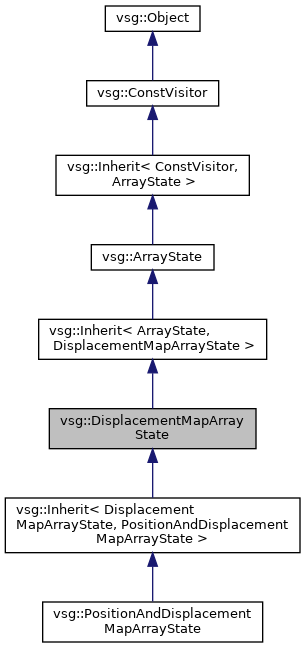 vsg::Object
vsg::ConstVisitor
vsg::Inherit< ConstVisitor,
ArrayState >
vsg::ArrayState
vsg::Inherit< ArrayState,
DisplacementMapArrayState >
vsg::DisplacementMapArray
State
vsg::Inherit< Displacement
MapArrayState, PositionAndDisplacement
MapArrayState >
vsg::PositionAndDisplacement
MapArrayState